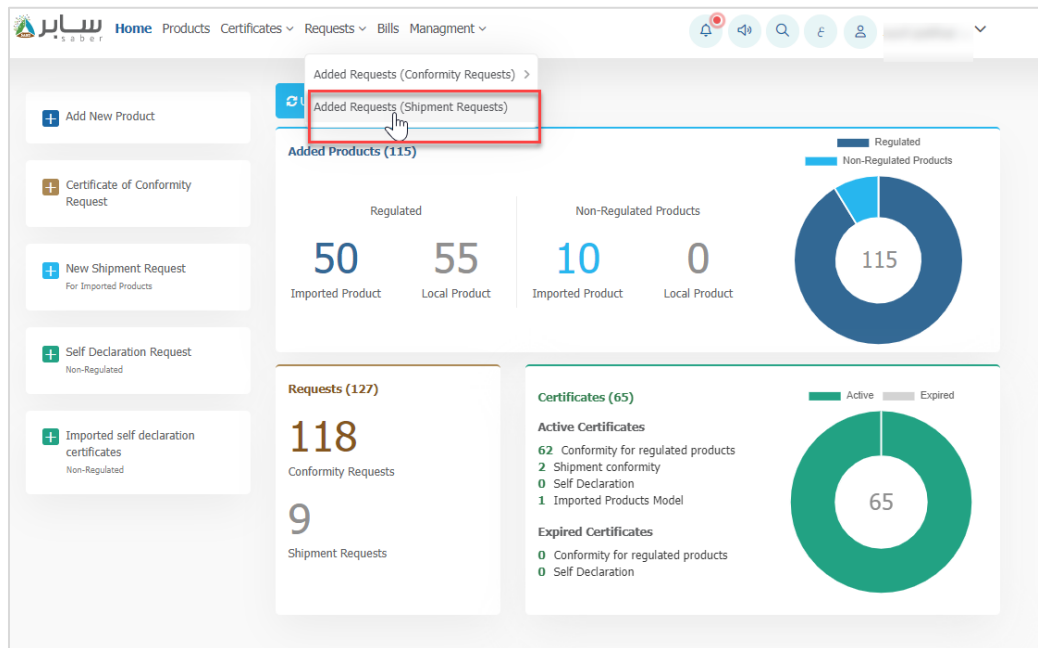 سابر
saber
Home Products Certificates Requests Bills Managment
ع
Added Requests (Conformity Requests)
Added Requests (Shipment Requests)
Add New Product
Certificate of Conformity
Request
New Shipment Request
For Imported Products
Self Declaration Request
Non-Regulated
Imported self declaration
certificates
Non-Regulated
Added Products (115)
Regulated
Non-Regulated Products
Regulated
50
Imported Product
55
Local Product
Non-Regulated Products
10
Imported Product
0
Local Product
115
Requests (127)
118
Conformity Requests
9
Shipment Requests
Certificates (65)
Active Certificates
62 Conformity for regulated products
2 Shipment conformity
0 Self Declaration
1 Imported Products Model
Expired Certificates
0 Conformity for regulated products
0 Self Declaration
Active
Expired
65